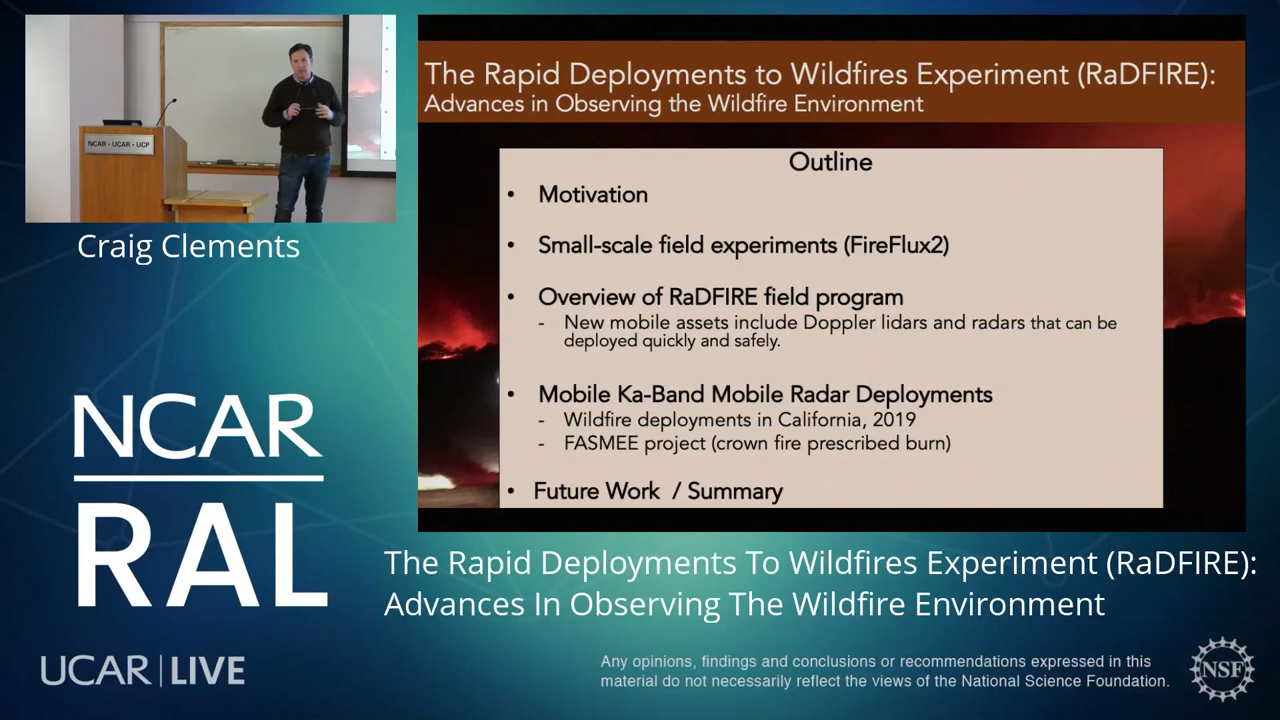 NCAR • UCAR • UCP
Craig Clements
NCAR
RAL
UCAR | LIVE
The Rapid Deployments to Wildfires Experiment (RaDFIRE):
Advances in Observing the Wildfire Environment
Outline
• Motivation
• Small-scale field experiments (FireFlux2)
• Overview of RaDFIRE field program
- New mobile assets include Doppler lidars and radars that can be
deployed quickly and safely.
• Mobile Ka-Band Mobile Radar Deployments
- Wildfire deployments in California, 2019
- FASMEE project (crown fire prescribed burn)
• Future Work / Summary
The Rapid Deployments To Wildfires Experiment (RaDFIRE):
Advances In Observing The Wildfire Environment
Any opinions, findings and conclusions or recommendations expressed in this
material do not necessarily reflect the views of the National Science Foundation.
NSF